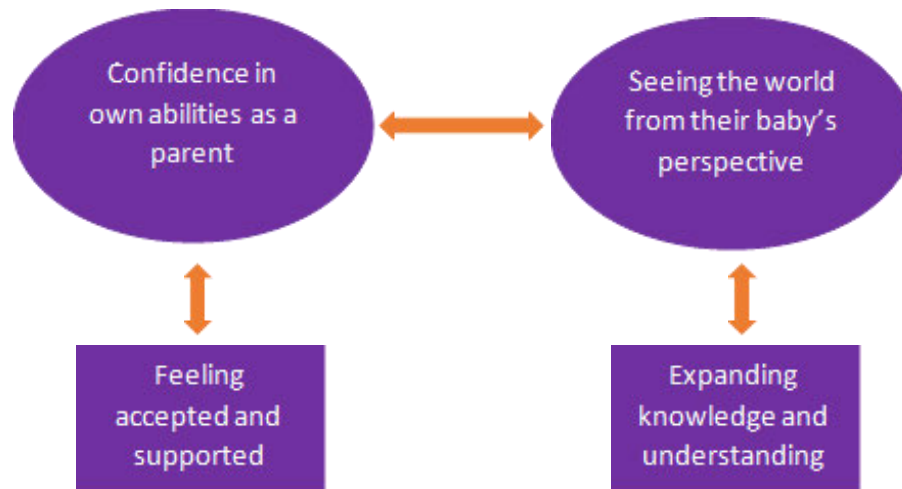 Confidence in
own abilities as a
parent
Seeing the world
from their baby's
perspective
Feeling
accepted and
supported
Expanding
knowledge and
understanding